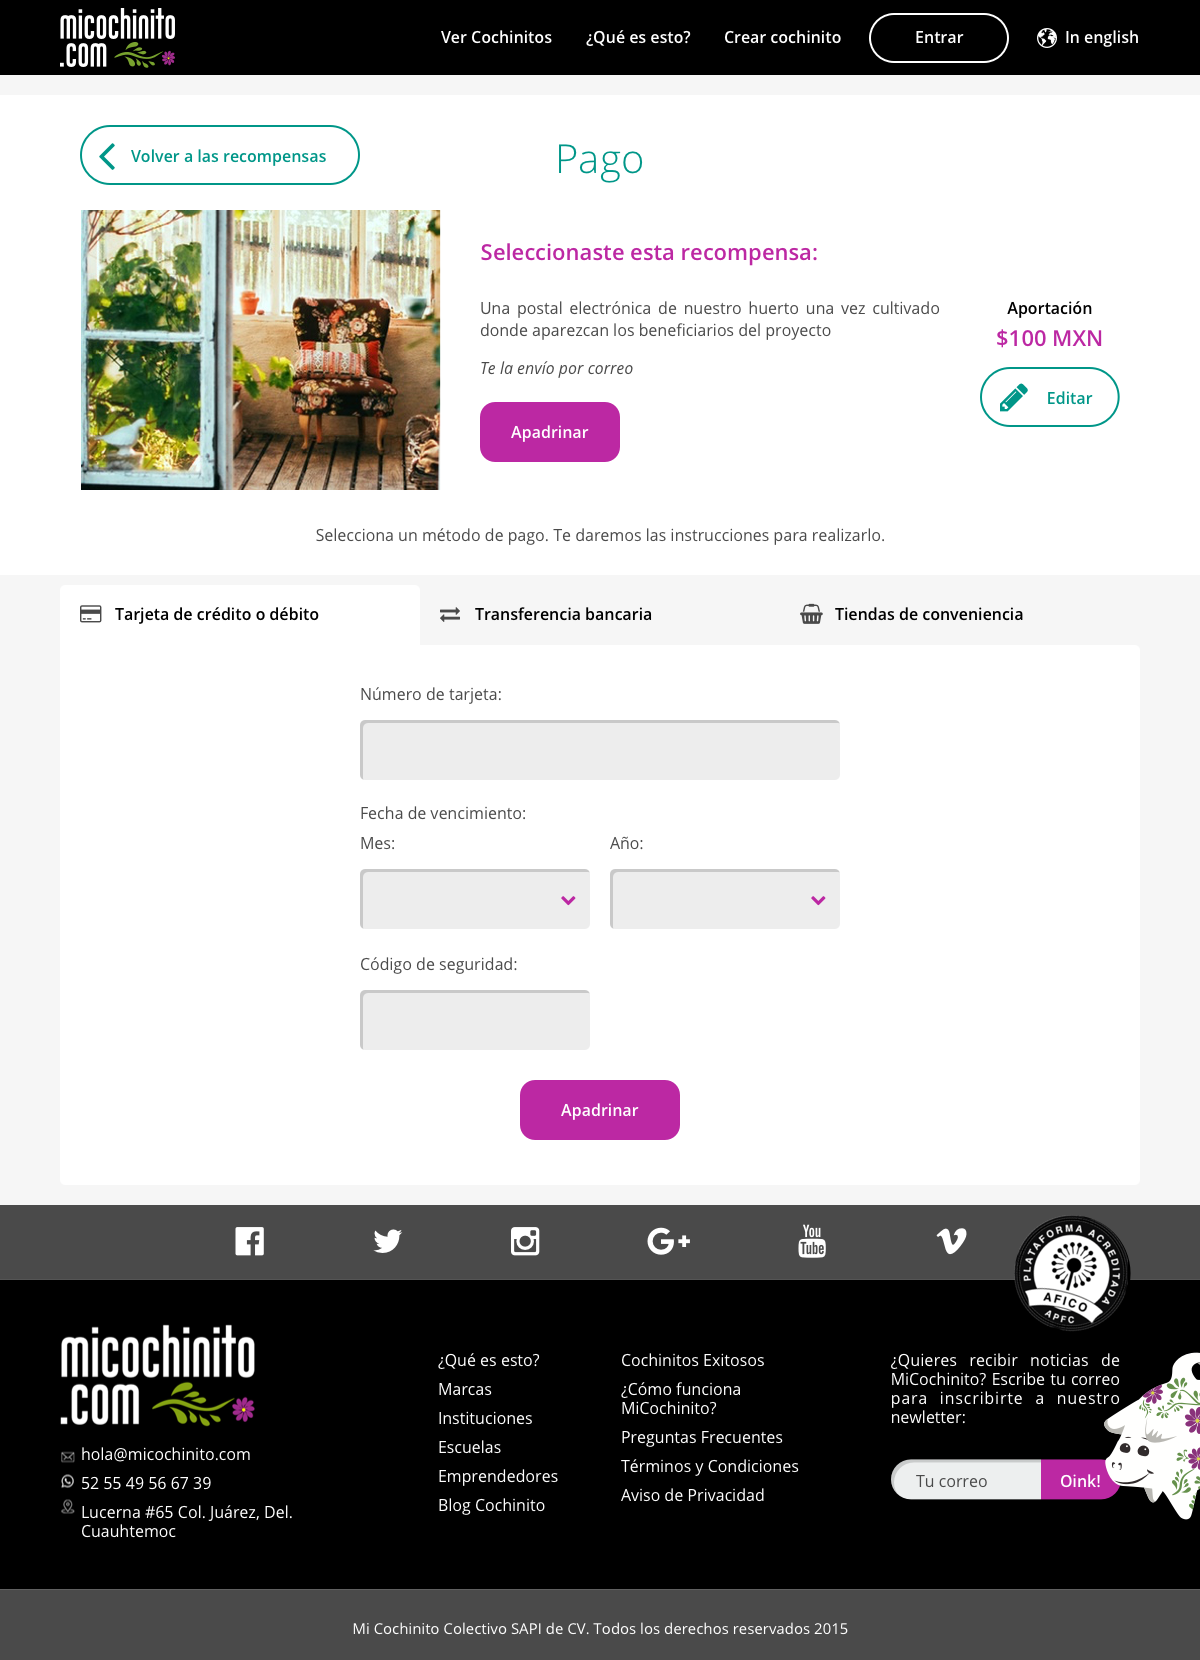 micochinito
.com
Ver Cochinitos
¿Qué es esto?
Crear cochinito
Entrar
In english
Volver a las recompensas
Pago
Seleccionaste esta recompensa:
Una postal electrónica de nuestro huerto una vez cultivado
donde aparezcan los beneficiarios del proyecto
Te la envío por correo
Apadrinar
Aportación
$100 MXN
Editar
Selecciona un método de pago. Te daremos las instrucciones para realizarlo.
Tarjeta de crédito o débito
Transferencia bancaria
Tiendas de conveniencia
Número de tarjeta:
Fecha de vencimiento:
Mes:
Año:
Código de seguridad:
Apadrinar
G+
You
Tube
PLATAFORMA ACREDITADA
AFICO
APFC
micochinito
.com
hola@micochinito.com
52 55 49 56 67 39
Lucerna #65 Col. Juárez, Del.
Cuauhtemoc
¿Qué es esto?
Marcas
Instituciones
Escuelas
Emprendedores
Blog Cochinito
Cochinitos Exitosos
¿Cómo funciona
MiCochinito?
Preguntas Frecuentes
Términos y Condiciones
Aviso de Privacidad
¿Quieres recibir noticias de
MiCochinito? Escribe tu correo
para inscribirte a nuestro
newletter:
Tu correo
Oink!
Mi Cochinito Colectivo SAPI de CV. Todos los derechos reservados 2015